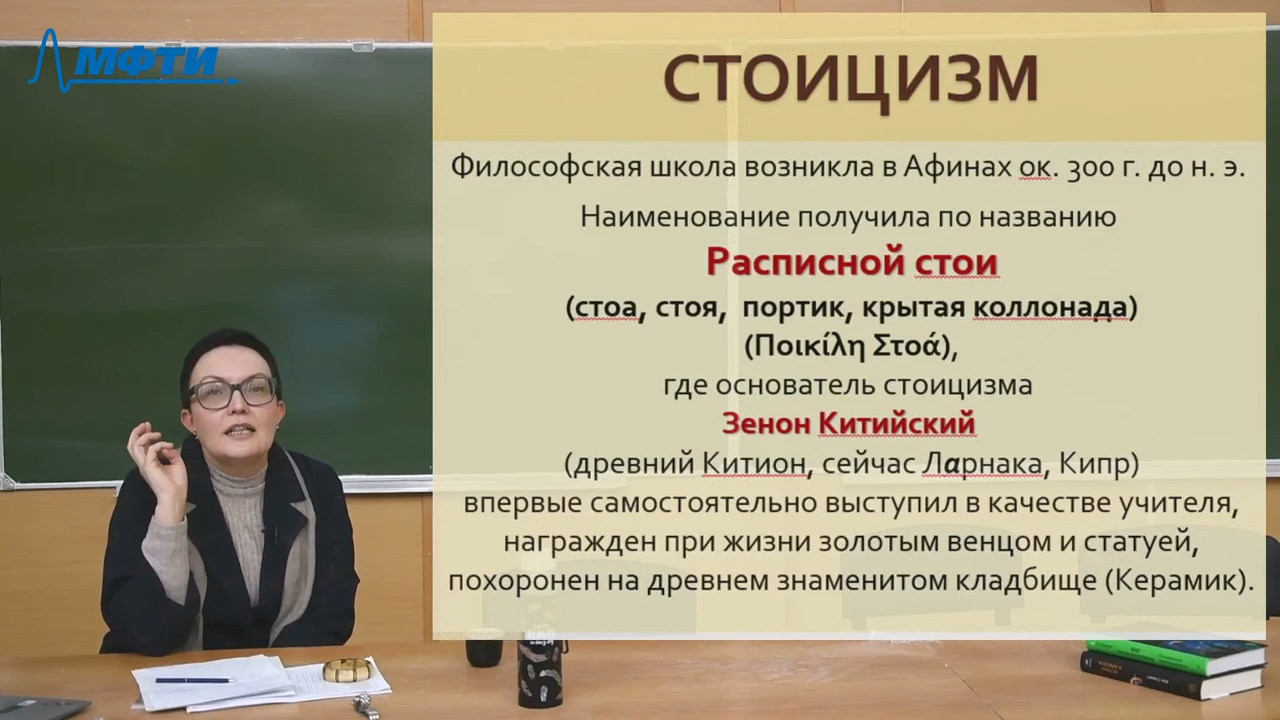 МФТИ
СТОИЦИЗМ
Философская школа возникла в Афинах ок. 300 г. до н. э.
Наименование получила по названию
Расписной стои
(стоа, стоя, портик, крытая коллонада)
(Ποικίλη Στοά),
где основатель стоицизма
Зенон Китийский
(древний Китион, сейчас Ларнака, Кипр)
впервые самостоятельно выступил в качестве учителя,
награжден при жизни золотым венцом и статуей,
похоронен на древнем знаменитом кладбище (Керамик).